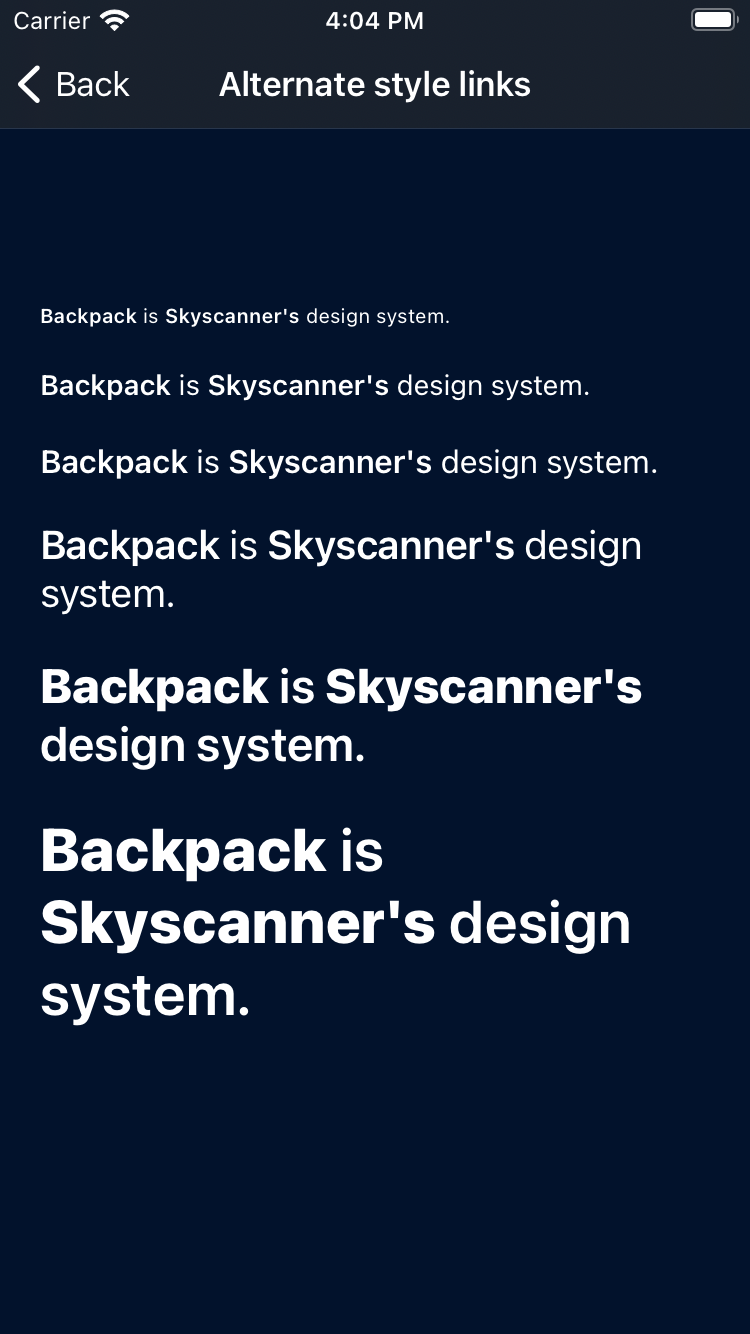 Carrier 4:04 PM
Back Alternate style links
Backpack is Skyscanner's design system.
Backpack is Skyscanner's design system.
Backpack is Skyscanner's design system.
Backpack is Skyscanner's design
system.
Backpack is Skyscanner's
design system.
Backpack is
Skyscanner's design
system.